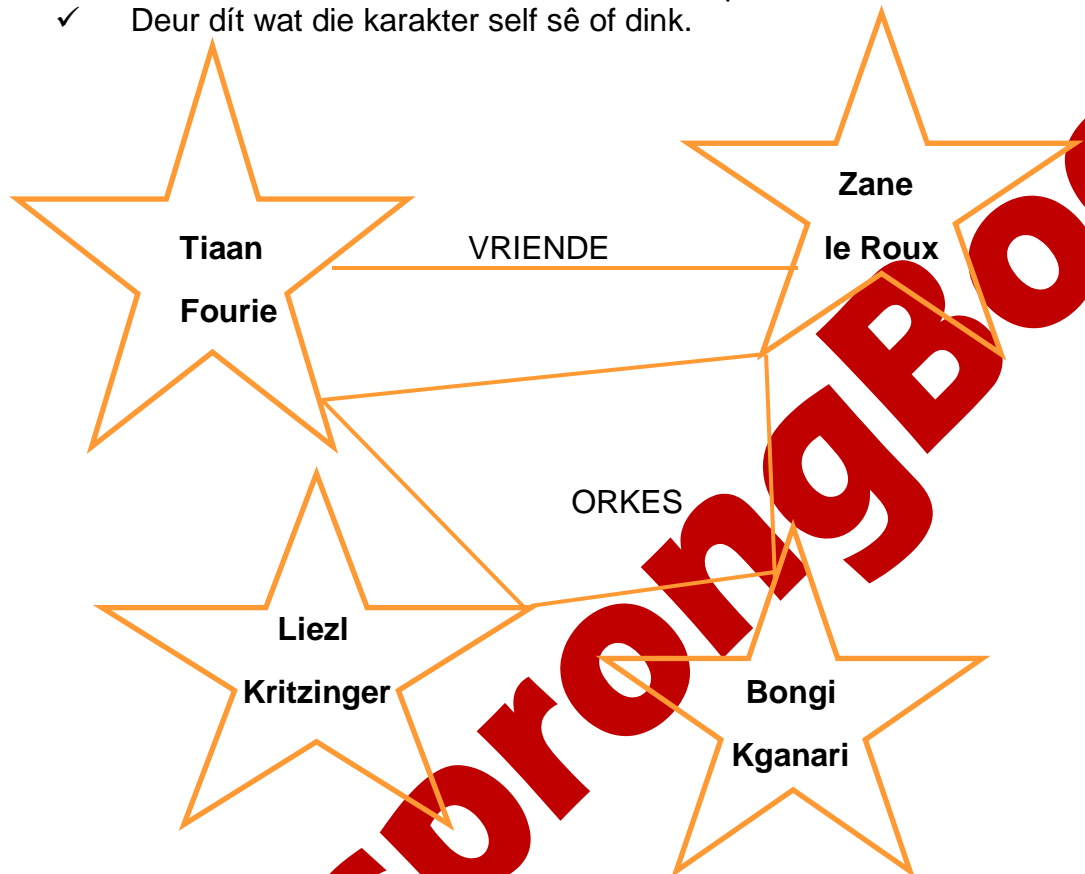 ✓ Deur dít wat die karakter self sê of dink.
Zane
le Roux
Tiaan
Fourie
VRIENDE
ORKES
Liezl
Kritzinger
Bongi
Kganari
prongBo